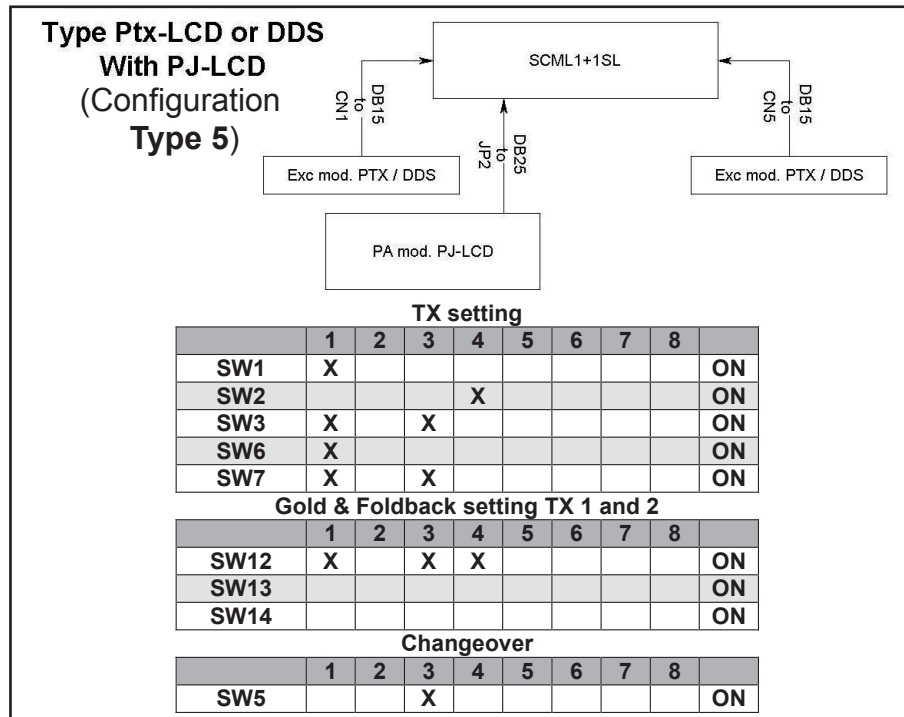 Type Ptx-LCD or DDS
With PJ-LCD
(Configuration
Type 5)
SCML1+1SL
DB15
to
CN1
DB25
to
JP2
DB15
to
CN5
Exc mod. PTX / DDS
Exc mod. PTX / DDS
PA mod. PJ-LCD
TX setting
1 2 3 4 5 6 7 8
SW1 X ON
SW2 X ON
SW3 X X ON
SW6 X ON
SW7 X X ON
Gold & Foldback setting TX 1 and 2
1 2 3 4 5 6 7 8
SW12 X X X ON
SW13 ON
SW14 ON
Changeover
1 2 3 4 5 6 7 8
SW5 X ON